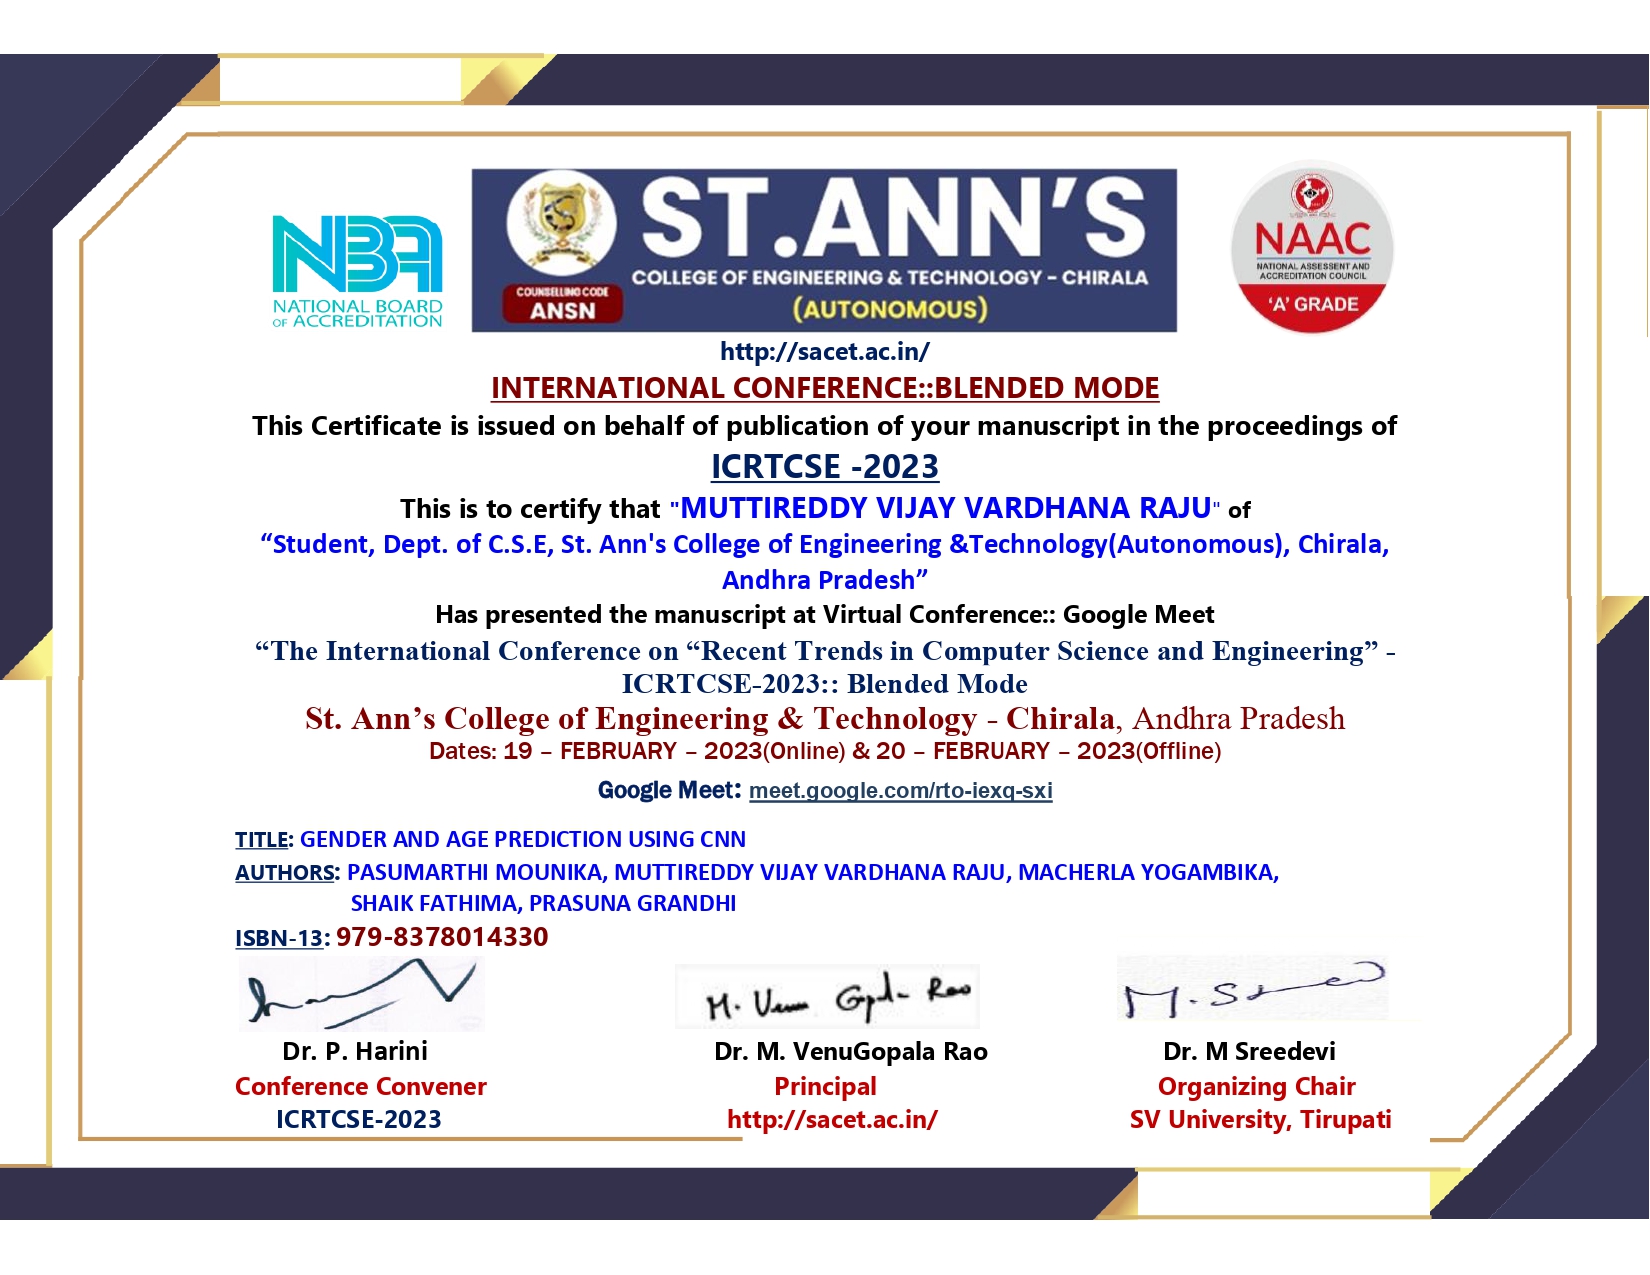 NBA
NATIONAL BOARD
OF ACCREDITATION
ST.ANN'S
COLLEGE OF ENGINEERING & TECHNOLOGY - CHIRALA
(AUTONOMOUS)
COUNSELLING CODE
ANSN
NAAC
NATIONAL ASSESSMENT AND
ACCREDITATION COUNCIL
'A' GRADE
http://sacet.ac.in/
INTERNATIONAL CONFERENCE::BLENDED MODE
This Certificate is issued on behalf of publication of your manuscript in the proceedings of
ICRTCSE -2023
This is to certify that "MUTTIREDDY VIJAY VARDHANA RAJU" of
“Student, Dept. of C.S.E, St. Ann's College of Engineering &Technology(Autonomous), Chirala,
Andhra Pradesh”
Has presented the manuscript at Virtual Conference:: Google Meet
“The International Conference on “Recent Trends in Computer Science and Engineering” -
ICRTCSE-2023:: Blended Mode
St. Ann’s College of Engineering & Technology - Chirala, Andhra Pradesh
Dates: 19 – FEBRUARY – 2023(Online) & 20 – FEBRUARY – 2023(Offline)
Google Meet: meet.google.com/rto-iexq-sxi
TITLE: GENDER AND AGE PREDICTION USING CNN
AUTHORS: PASUMARTHI MOUNIKA, MUTTIREDDY VIJAY VARDHANA RAJU, MACHERLA YOGAMBIKA,
SHAIK FATHIMA, PRASUNA GRANDHI
ISBN-13: 979-8378014330
M. Venu Gopala Rao
M. Sreedevi
Dr. P. Harini
Dr. M. VenuGopala Rao
Dr. M Sreedevi
Conference Convener
Principal
Organizing Chair
ICRTCSE-2023
http://sacet.ac.in/
SV University, Tirupati